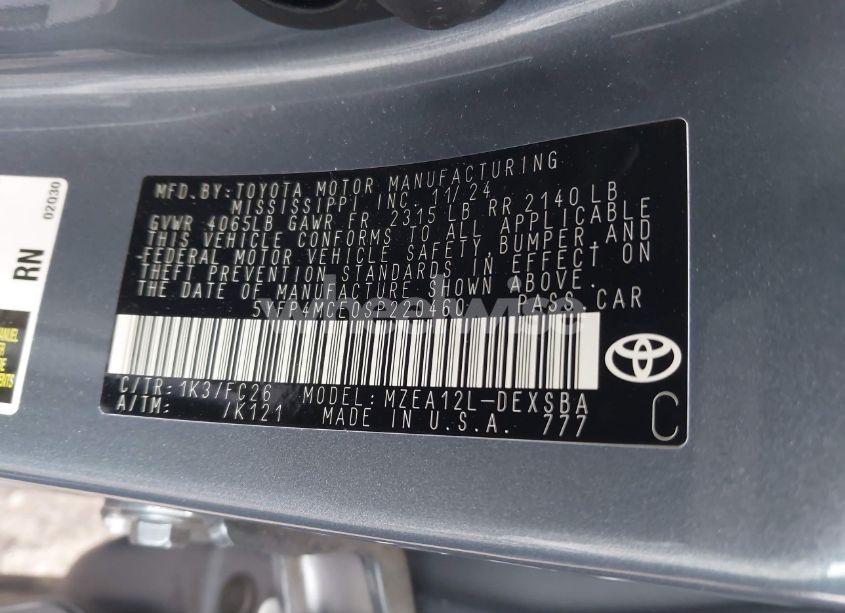 MFD. BY: TOYOTA MOTOR MANUFACTURING
MISSISSIPPI INC. 11/24
GVWR 4065LB GAWR FR 2315 LB RR 2140 LB
THIS VEHICLE CONFORMS TO ALL APPLICABLE
FEDERAL MOTOR VEHICLE SAFETY, BUMPER, AND
THEFT PREVENTION STANDARDS IN EFFECT ON
THE DATE OF MANUFACTURE SHOWN ABOVE.
PASS. CAR
C/TR: 1K3/FC26 MODEL: MZEA12L-DEXSBA
A/TM: /K121 MADE IN U.S.A. 777
C
02030
RN